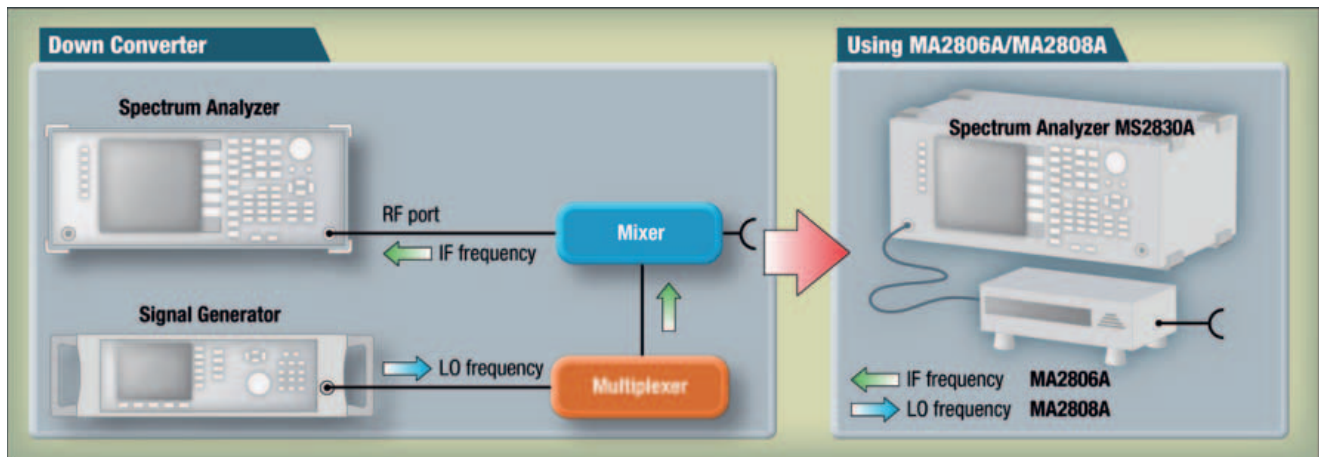 Down Converter
Spectrum Analyzer
RF port
IF frequency
Mixer
Signal Generator
LO frequency
Multiplexer
Using MA2806A/MA2808A
Spectrum Analyzer MS2830A
IF frequency MA2806A
LO frequency MA2808A